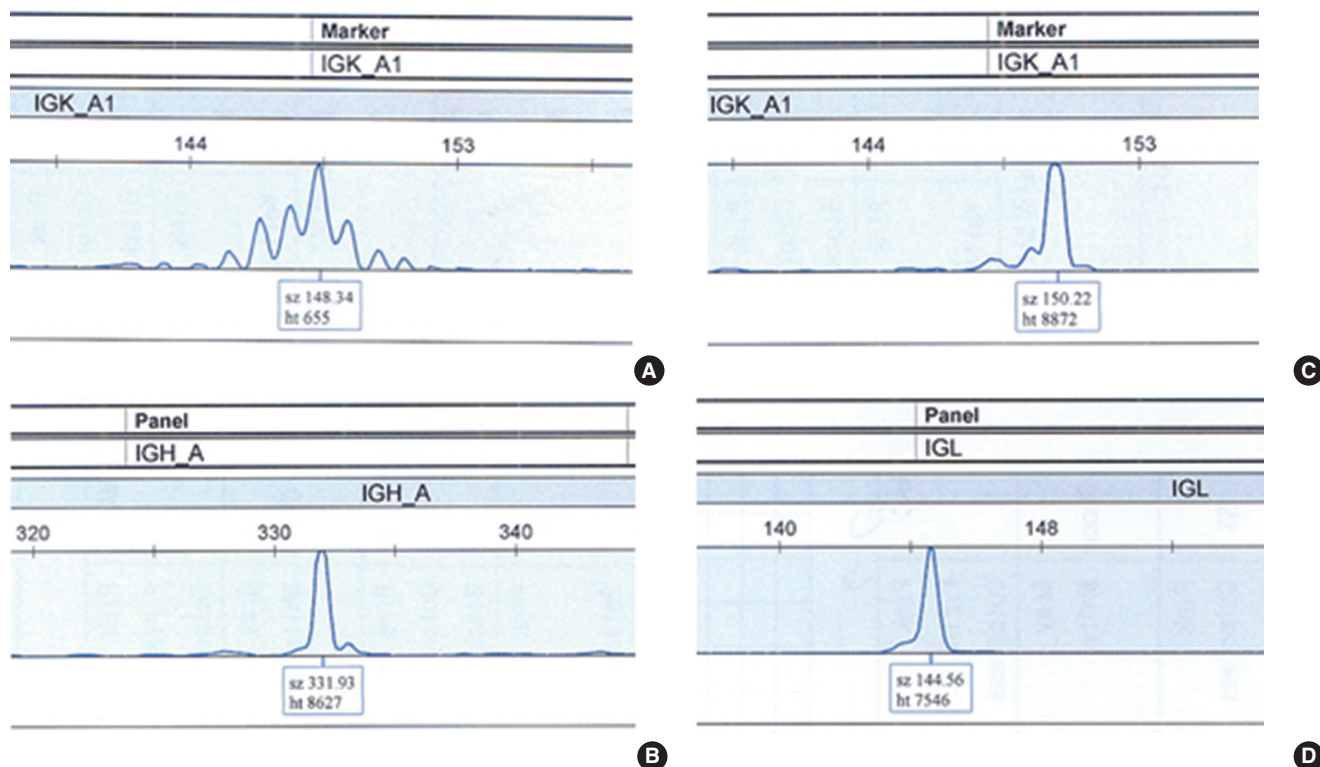 Marker
IGK_A1
IGK_A1
144 153
sz 148.34
ht 655
A
Marker
IGK_A1
IGK_A1
144 153
sz 150.22
ht 8872
C
Panel
IGH_A
IGH_A
320 330 340
sz 331.93
ht 8627
B
Panel
IGL
IGL
140 148
sz 144.56
ht 7546
D